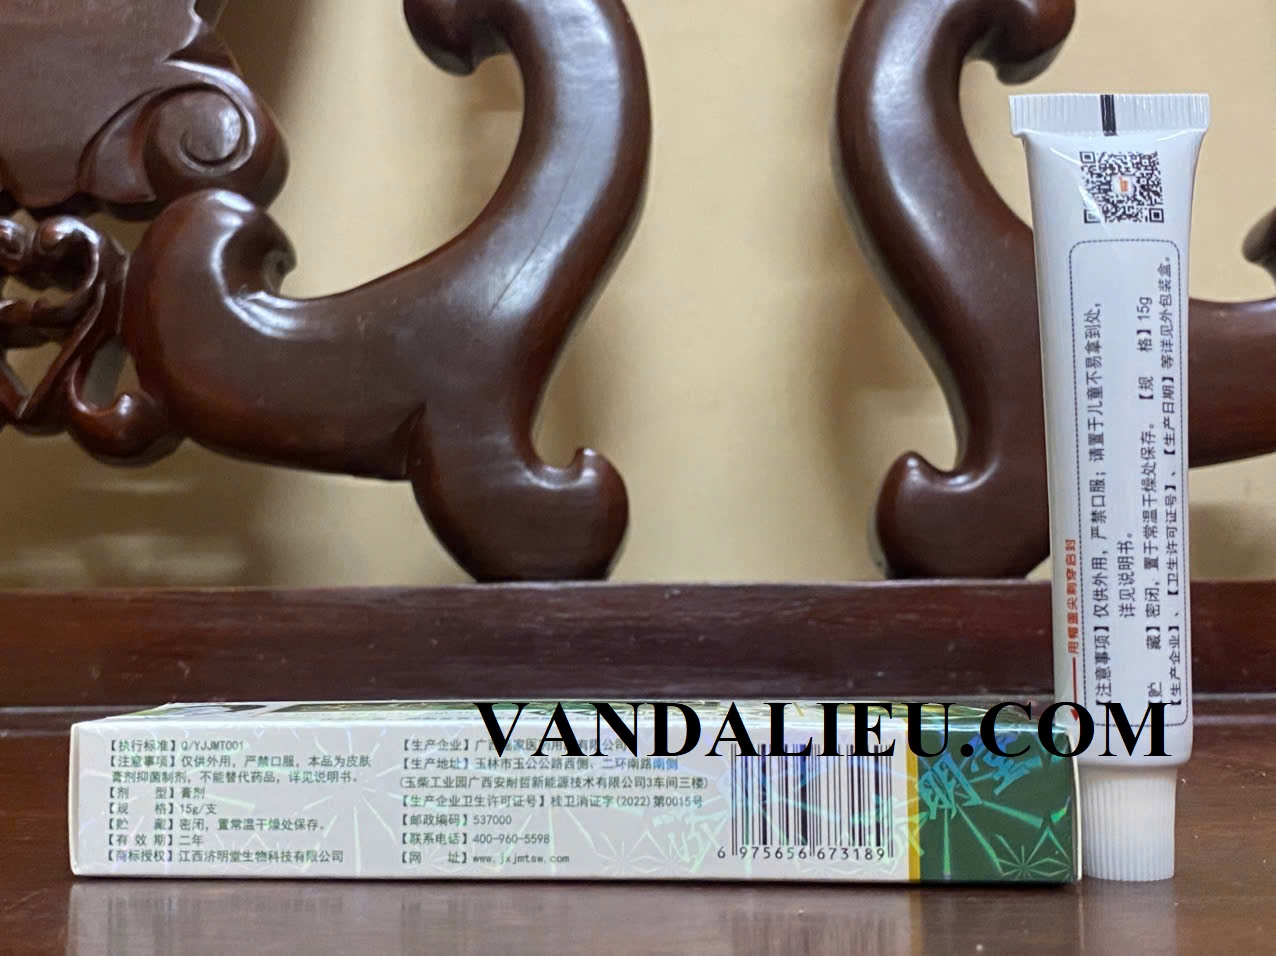 【执行标准】Q/YJJMT001
【注意事项】仅供外用，严禁口服，本品为皮肤
膏剂抑菌制剂，不能替代药品，详见说明书。
【剂 型】膏剂
【规 格】15g/支
【贮 藏】密闭，置常温干燥处保存。
【有 效 期】二年
【商标授权】江西济明堂生物科技有限公司
【生产企业】
【生产地址】玉林市玉公公路西侧、二环南路南侧
(玉柴工业园广西安耐哲新能源技术有限公司3车间三楼)
【生产企业卫生许可证号】桂卫消证字(2022)第0015号
【邮政编码】537000
【联系电话】400-960-5598
【网 址】www.jxjmtsw.com
6 975656 673189
明堂
VANDALIEU.COM
用帽盖尖刺穿启封
【注意事项】仅供外用，严禁口服；请置于儿童不易拿到处，
详见说明书。
【贮 藏】密闭，置于常温干燥处保存。 【规 格】15g
【生产企业】、【卫生许可证号】、【生产日期】等详见外包装盒。